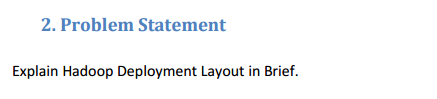 2. Problem Statement
Explain Hadoop Deployment Layout in Brief.